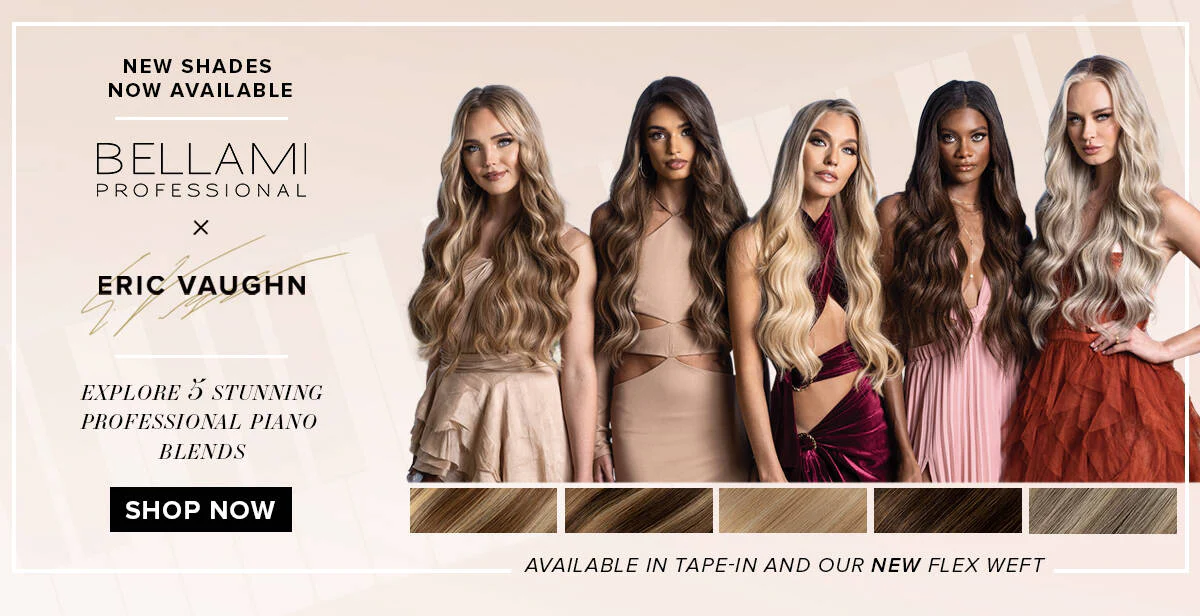 NEW SHADES
NOW AVAILABLE
BELLAMI
PROFESSIONAL
×
ERIC VAUGHN
EXPLORE 5 STUNNING
PROFESSIONAL PIANO
BLENDS
SHOP NOW
AVAILABLE IN TAPE-IN AND OUR NEW FLEX WEFT